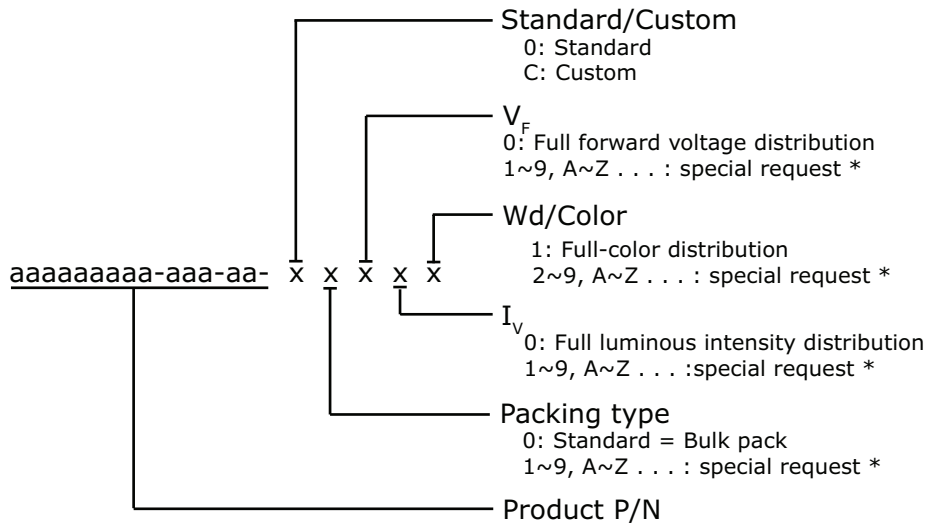 Standard/Custom
0: Standard
C: Custom
VF
0: Full forward voltage distribution
1~9, A~Z . . . : special request *
Wd/Color
1: Full-color distribution
2~9, A~Z . . . : special request *
aaaaaaaaa-aaa-aa- x x x x x
IV
0: Full luminous intensity distribution
1~9, A~Z . . . :special request *
Packing type
0: Standard = Bulk pack
1~9, A~Z . . . : special request *
Product P/N